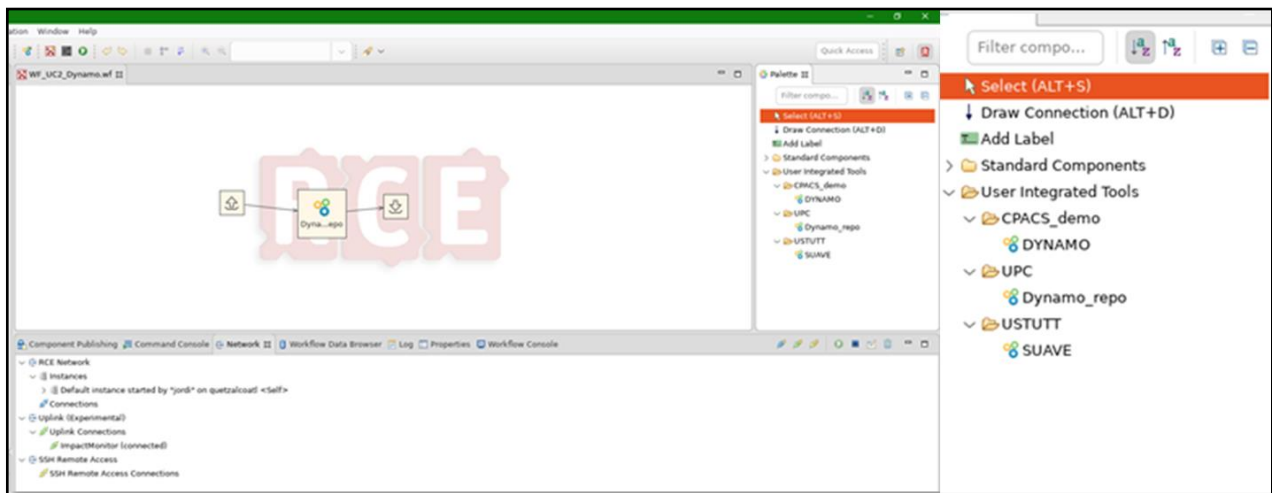 ation Window Help
Quick Access
WF_UC2_Dynamo.wf
RCE
Dyna...epo
Palette
Filter compo...
Select (ALT+S)
Draw Connection (ALT+D)
Add Label
Standard Components
User Integrated Tools
CPACS_demo
DYNAMO
UPC
Dynamo_repo
USTUTT
SUAVE
Component Publishing Command Console Network Workflow Data Browser Log Properties Workflow Console
RCE Network
Instances
Default instance started by "jordi" on quetzalcoatl <Self>
Connections
Uplink (Experimental)
Uplink Connections
ImpactMonitor (connected)
SSH Remote Access
SSH Remote Access Connections
Filter compo...
Select (ALT+S)
Draw Connection (ALT+D)
Add Label
Standard Components
User Integrated Tools
CPACS_demo
DYNAMO
UPC
Dynamo_repo
USTUTT
SUAVE